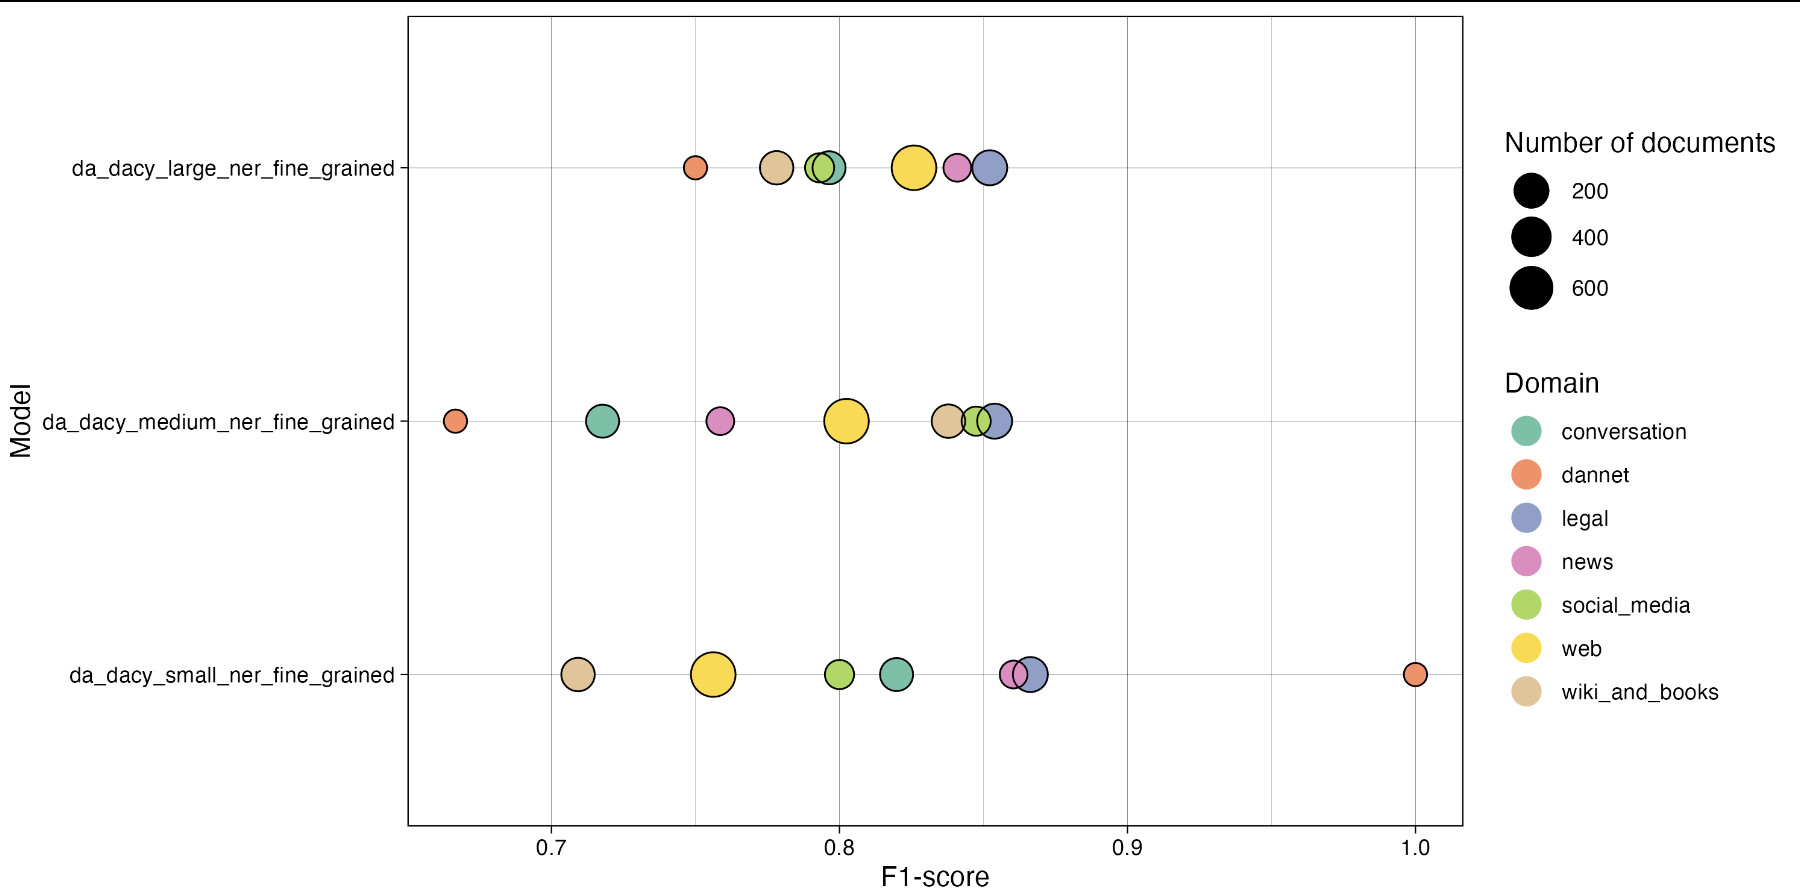 da_dacy_large_ner_fine_grained
da_dacy_medium_ner_fine_grained
da_dacy_small_ner_fine_grained
Model
0.7 0.8 0.9 1.0
F1-score
Number of documents
200
400
600
Domain
conversation
dannet
legal
news
social_media
web
wiki_and_books